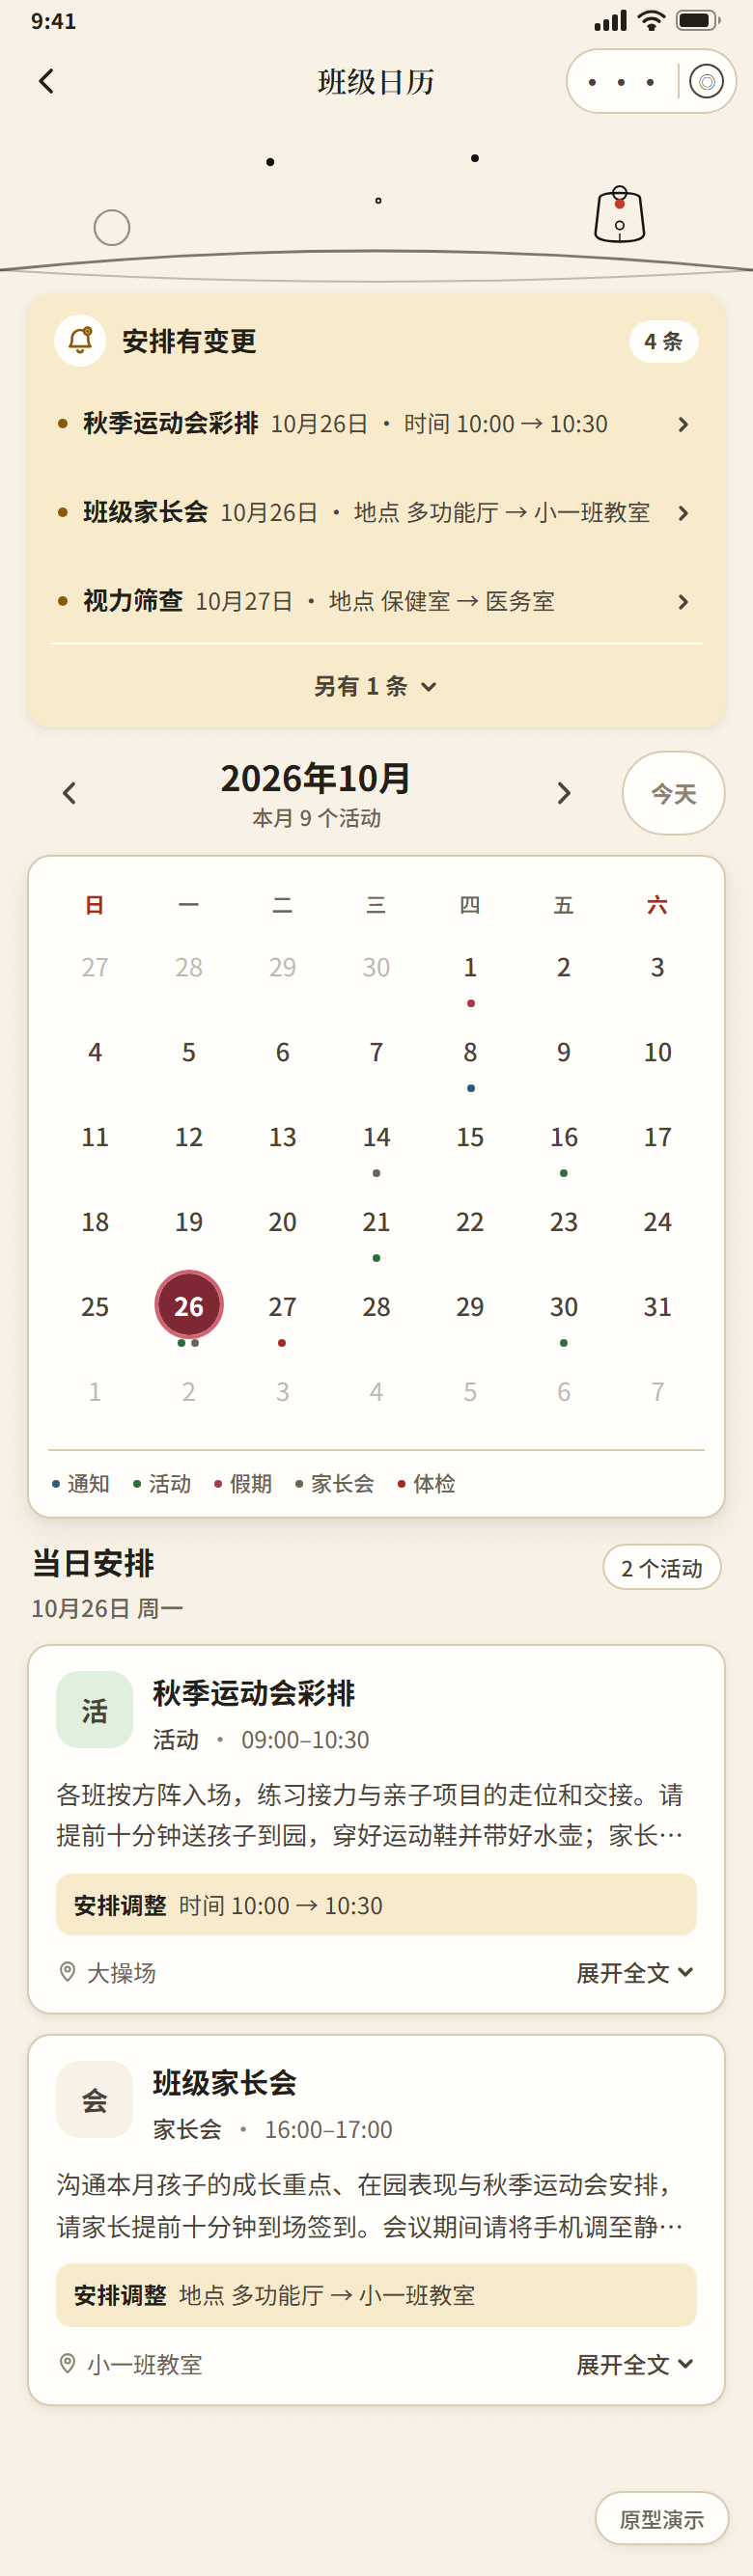 9:41
班级日历
安排有变更
4 条
秋季运动会彩排 10月26日 · 时间 10:00 → 10:30
班级家长会 10月26日 · 地点 多功能厅 → 小一班教室
视力筛查 10月27日 · 地点 保健室 → 医务室
另有 1 条
2026年10月
本月 9 个活动
今天
日 一 二 三 四 五 六
27 28 29 30 1 2 3
4 5 6 7 8 9 10
11 12 13 14 15 16 17
18 19 20 21 22 23 24
25 26 27 28 29 30 31
1 2 3 4 5 6 7
通知 活动 假期 家长会 体检
当日安排
2 个活动
10月26日 周一
活
秋季运动会彩排
活动 · 09:00–10:30
各班按方阵入场，练习接力与亲子项目的走位和交接。请
提前十分钟送孩子到园，穿好运动鞋并带好水壶；家长…
安排调整 时间 10:00 → 10:30
大操场
展开全文
会
班级家长会
家长会 · 16:00–17:00
沟通本月孩子的成长重点、在园表现与秋季运动会安排，
请家长提前十分钟到场签到。会议期间请将手机调至静…
安排调整 地点 多功能厅 → 小一班教室
小一班教室
展开全文
原型演示